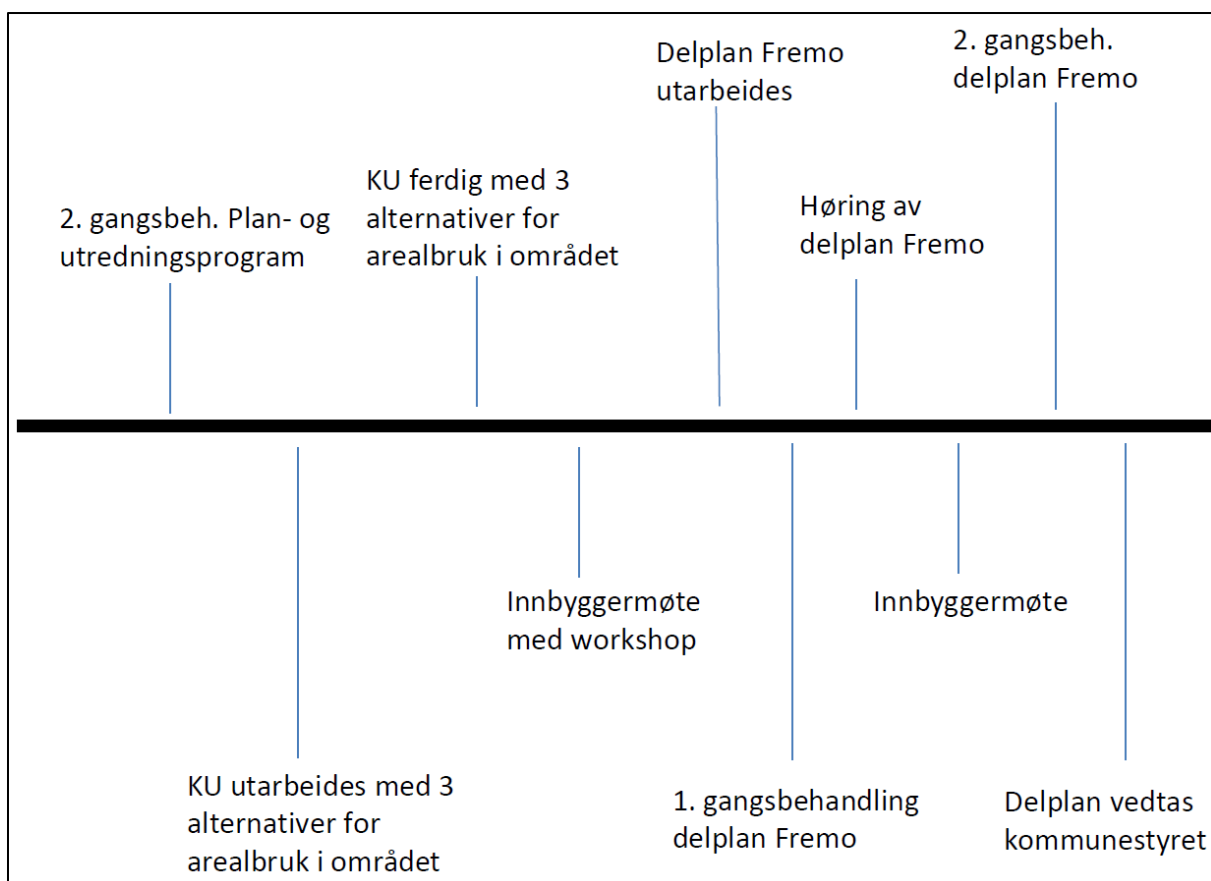 Delplan Fremo
utarbeides
2. gangsbeh.
delplan Fremo
KU ferdig med 3
alternativer for
arealbruk i området
2. gangsbeh. Plan- og
utredningsprogram
Høring av
delplan Fremo
Innbyggermøte
med workshop
Innbyggermøte
KU utarbeides med 3
alternativer for
arealbruk i området
1. gangsbehandling
delplan Fremo
Delplan vedtas
kommunestyret